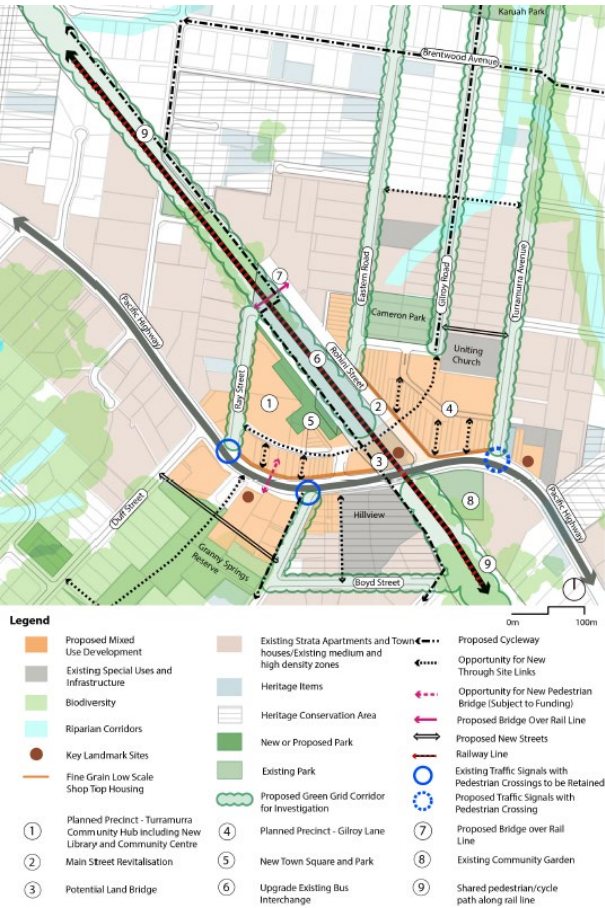 Karuah Park
Brentwood Avenue
9
Pacific Highway
Eastern Road
Gilroy Road
Turramurra Avenue
7
Cameron Park
Uniting
Church
Rohini Street
6
Ray Street
1
2
4
5
3
Duff Street
8
Pacific Highway
Hillview
Granny Springs
Reserve
Boyd Street
9
0m
100m
Legend
Proposed Mixed
Use Development
Existing Special Uses and
Infrastructure
Biodiversity
Riparian Corridors
Key Landmark Sites
Fine Grain Low Scale
Shop Top Housing
Existing Strata Apartments and Town
houses/Existing medium and
high density zones
Heritage Items
Heritage Conservation Area
New or Proposed Park
Existing Park
Proposed Green Grid Corridor
for Investigation
Proposed Cycleway
Opportunity for New
Through Site Links
Opportunity for New Pedestrian
Bridge (Subject to Funding)
Proposed Bridge Over Rail Line
Proposed New Streets
Railway Line
Existing Traffic Signals with
Pedestrian Crossings to be Retained
Proposed Traffic Signals with
Pedestrian Crossing
1 Planned Precinct - Turramurra
Community Hub including New
Library and Community Centre
2 Main Street Revitalisation
3 Potential Land Bridge
4 Planned Precinct - Gilroy Lane
5 New Town Square and Park
6 Upgrade Existing Bus
Interchange
7 Proposed Bridge over Rail
Line
8 Existing Community Garden
9 Shared pedestrian/cycle
path along rail line